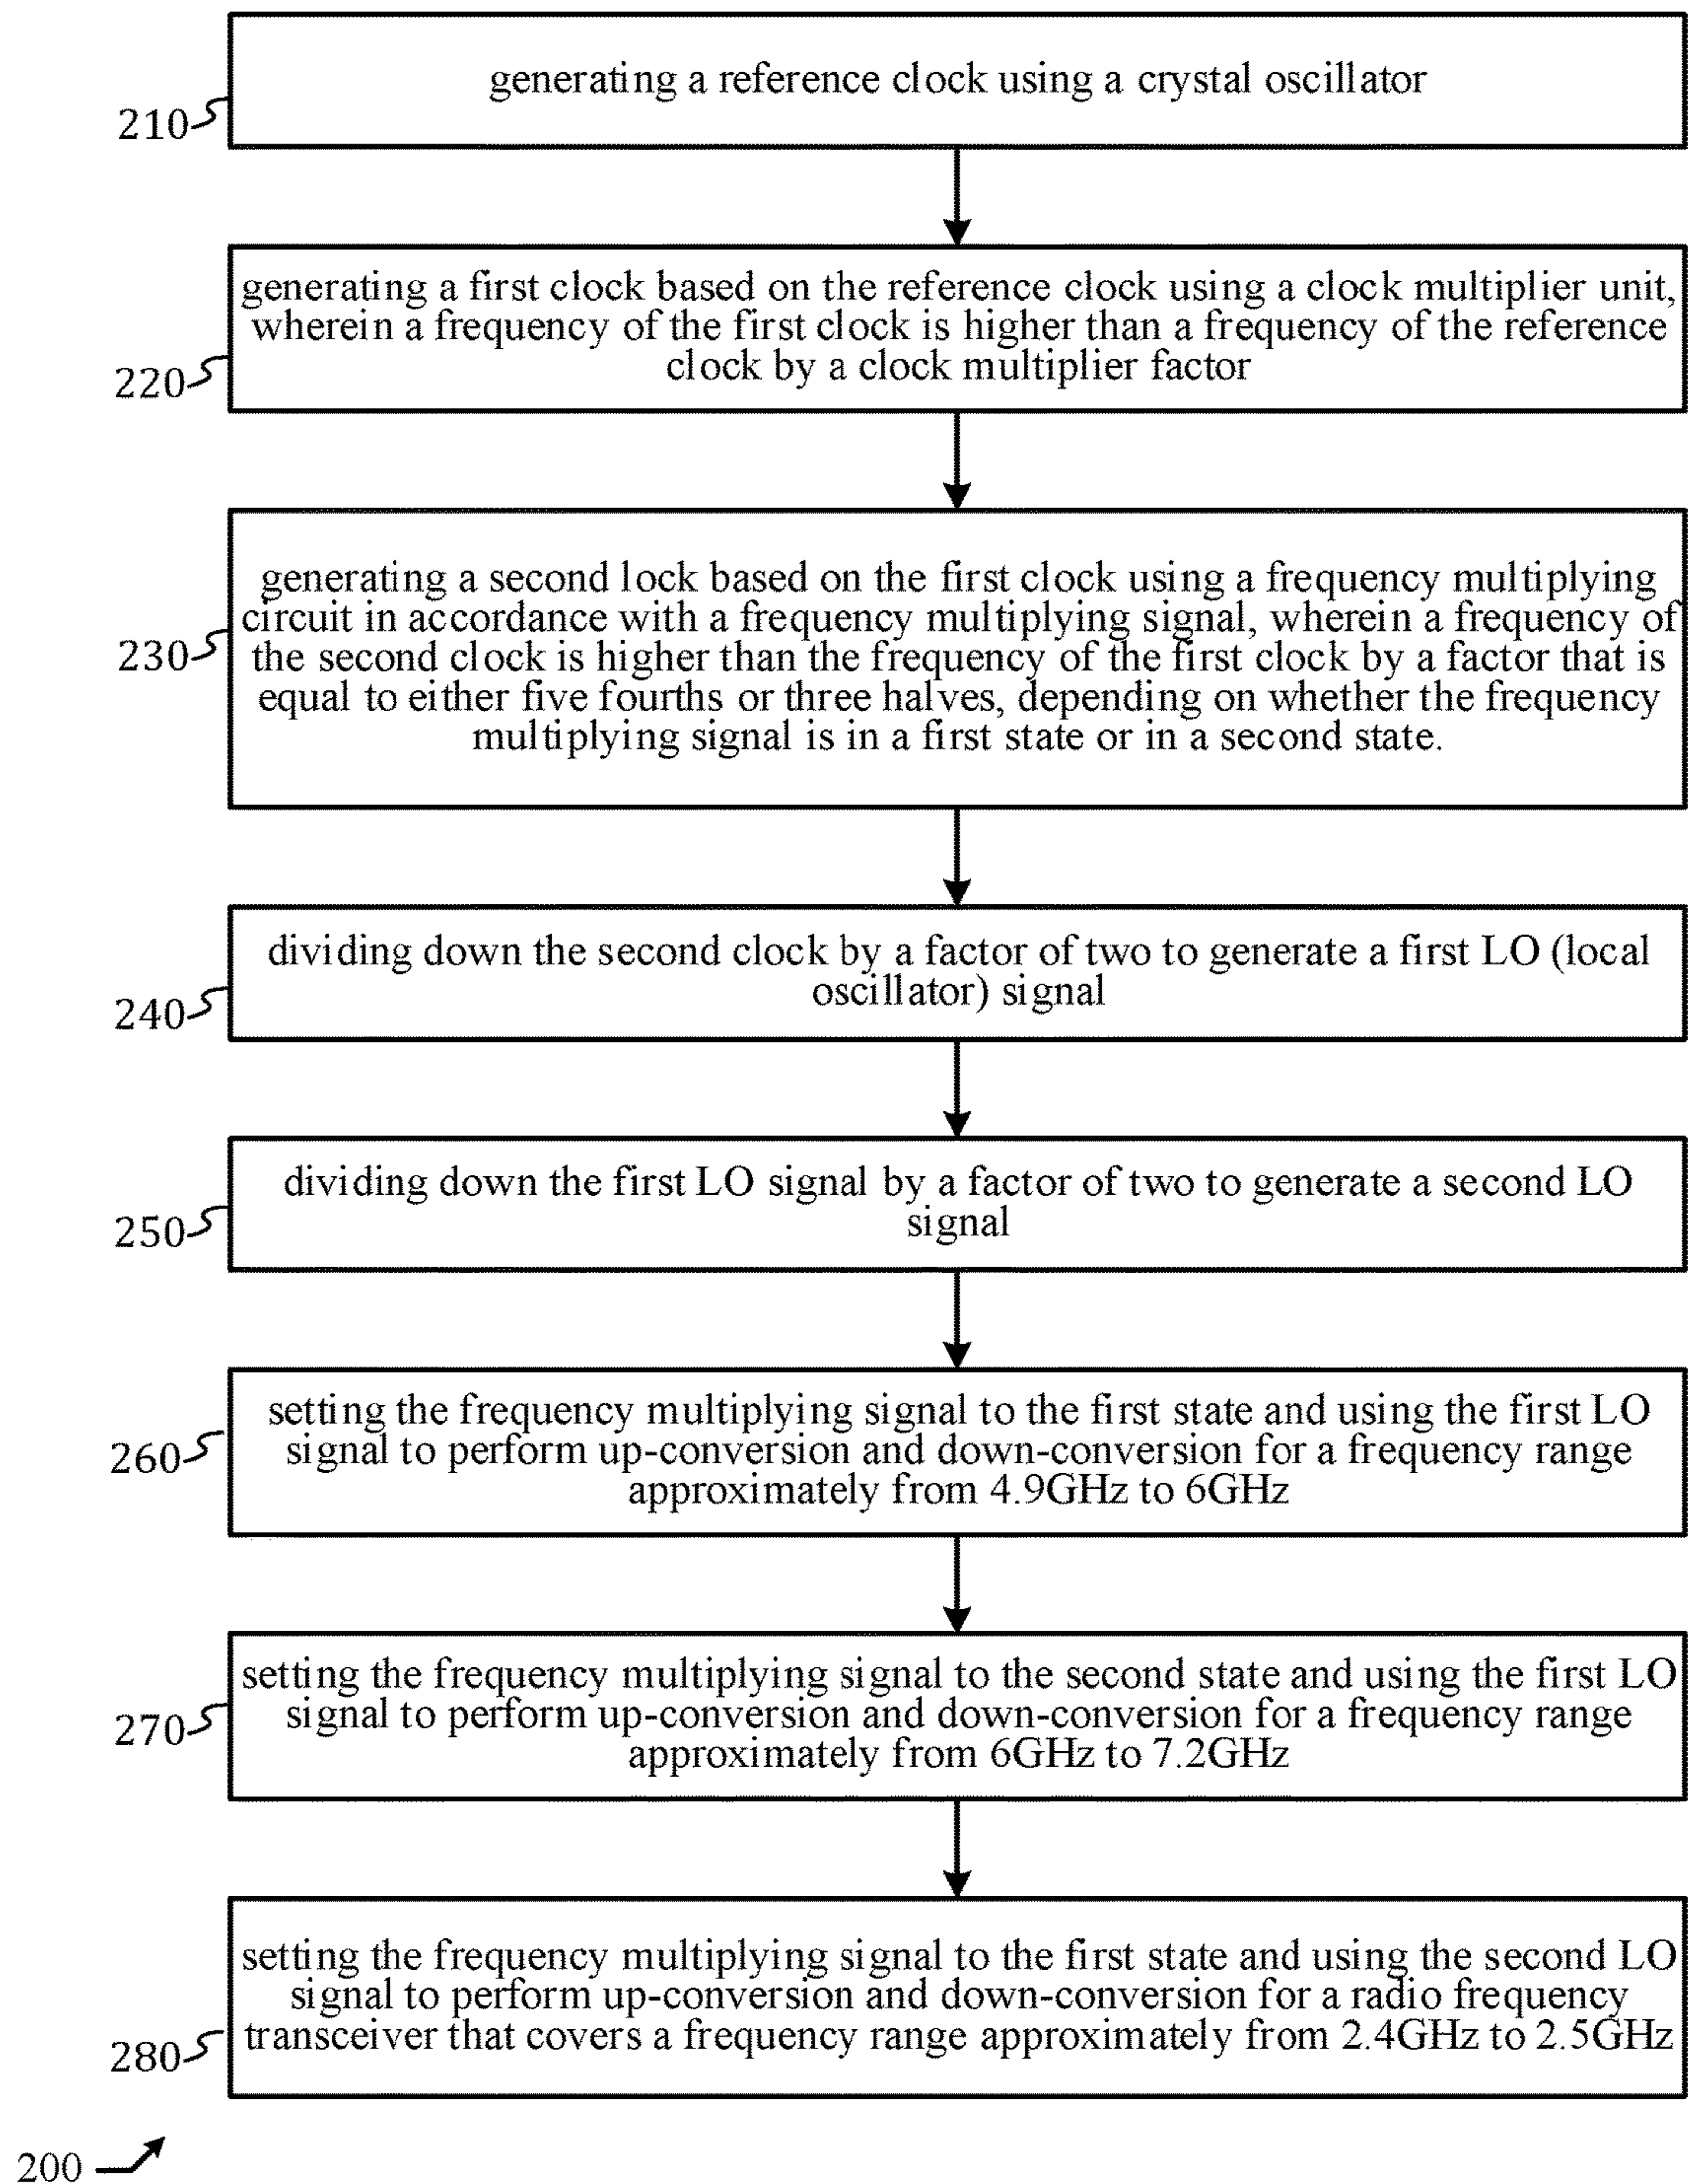 generating a reference clock using a crystal oscillator
210
generating a first clock based on the reference clock using a clock multiplier unit,
wherein a frequency of the first clock is higher than a frequency of the reference
clock by a clock multiplier factor
220
generating a second lock based on the first clock using a frequency multiplying
circuit in accordance with a frequency multiplying signal, wherein a frequency of
the second clock is higher than the frequency of the first clock by a factor that is
equal to either five fourths or three halves, depending on whether the frequency
multiplying signal is in a first state or in a second state.
230
dividing down the second clock by a factor of two to generate a first LO (local
oscillator) signal
240
dividing down the first LO signal by a factor of two to generate a second LO
signal
250
setting the frequency multiplying signal to the first state and using the first LO
signal to perform up-conversion and down-conversion for a frequency range
approximately from 4.9GHz to 6GHz
260
setting the frequency multiplying signal to the second state and using the first LO
signal to perform up-conversion and down-conversion for a frequency range
approximately from 6GHz to 7.2GHz
270
setting the frequency multiplying signal to the first state and using the second LO
signal to perform up-conversion and down-conversion for a radio frequency
transceiver that covers a frequency range approximately from 2.4GHz to 2.5GHz
280
200